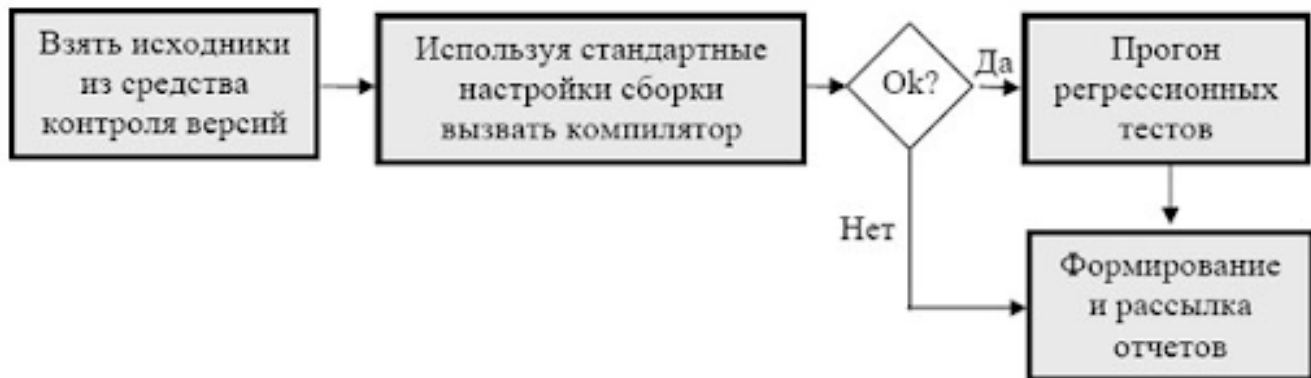 Взять исходники
из средства
контроля версий
Используя стандартные
настройки сборки
вызвать компилятор
Ok?
Да
Прогон
регрессионных
тестов
Нет
Формирование
и рассылка
отчетов